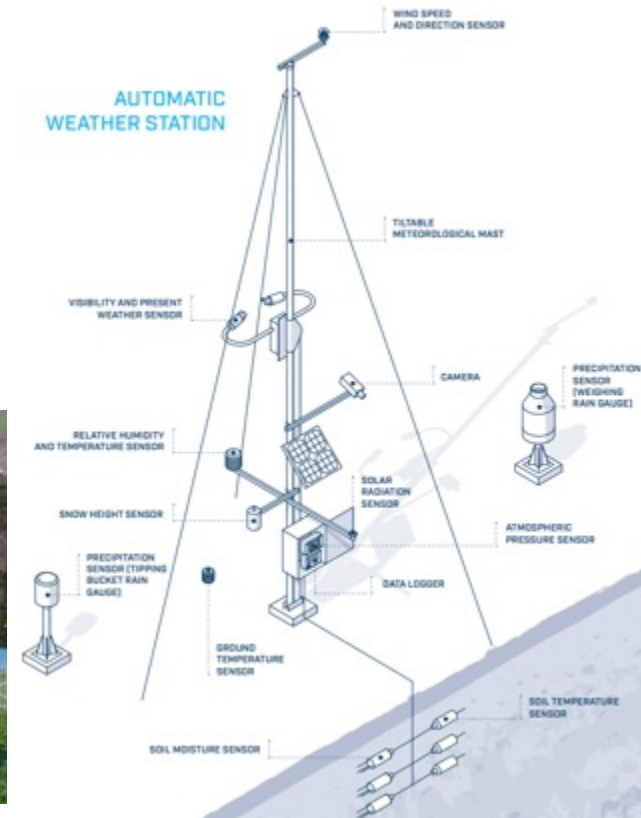 WIND SPEED
AND DIRECTION SENSOR
AUTOMATIC
WEATHER STATION
TILTABLE
METEOROLOGICAL MAST
VISIBILITY AND PRESENT
WEATHER SENSOR
CAMERA
PRECIPITATION
SENSOR
(WEIGHING
RAIN GAUGE)
RELATIVE HUMIDITY
AND TEMPERATURE SENSOR
SOLAR
RADIATION
SENSOR
SNOW HEIGHT SENSOR
ATMOSPHERIC
PRESSURE SENSOR
PRECIPITATION
SENSOR (TIPPING
BUCKET RAIN
GAUGE)
DATA LOGGER
GROUND
TEMPERATURE
SENSOR
SOIL TEMPERATURE
SENSOR
SOIL MOISTURE SENSOR